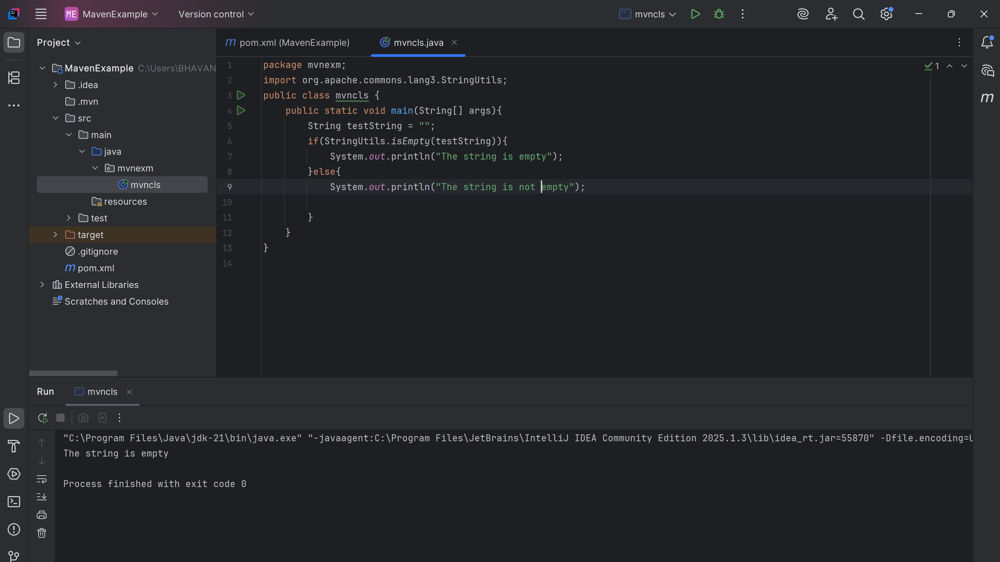 ME MavenExample Version control mvncls
Project
pom.xml (MavenExample) mvncls.java
MavenExample C:\Users\BHAVAN
.idea
.mvn
src
main
java
mvnexm
mvncls
resources
test
target
.gitignore
m pom.xml
External Libraries
Scratches and Consoles
1 package mvnexm;
2 import org.apache.commons.lang3.StringUtils;
3 public class mvncls {
4 public static void main(String[] args){
5 String testString = "";
6 if(StringUtils.isEmpty(testString)){
7 System.out.println("The string is empty");
8 }else{
9 System.out.println("The string is not empty");
10
11 }
12 }
13 }
14
1
m
Run mvncls
"C:\Program Files\Java\jdk-21\bin\java.exe" "-javaagent:C:\Program Files\JetBrains\IntelliJ IDEA Community Edition 2025.1.3\lib\idea_rt.jar=55870" -Dfile.encoding=
The string is empty
Process finished with exit code 0